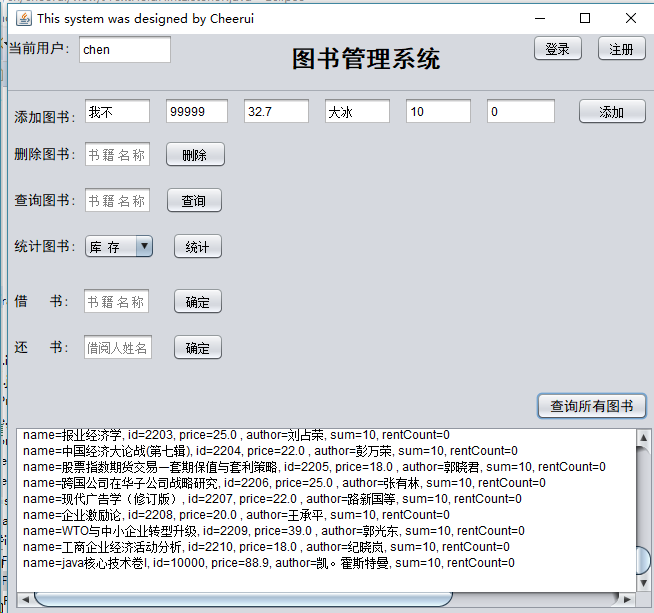 This system was designed by Cheerui
当前用户： chen 图书管理系统 登录 注册
添加图书： 我不 99999 32.7 大冰 10 0 添加
删除图书： 书籍名称 删除
查询图书： 书籍名称 查询
统计图书： 库存 统计
借 书： 书籍名称 确定
还 书： 借阅人姓名 确定
查询所有图书
name=报业经济学, id=2203, price=25.0 , author=刘占荣, sum=10, rentCount=0
name=中国经济大论战(第七辑), id=2204, price=22.0 , author=彭万荣, sum=10, rentCount=0
name=股票指数期货交易一套期保值与套利策略, id=2205, price=18.0 , author=郭晓君, sum=10, rentCount=0
name=跨国公司在华子公司战略研究, id=2206, price=25.0 , author=张有林, sum=10, rentCount=0
name=现代广告学（修订版）, id=2207, price=22.0 , author=骆新国等, sum=10, rentCount=0
name=企业激励论, id=2208, price=20.0 , author=王承平, sum=10, rentCount=0
name=WTO与中小企业转型升级, id=2209, price=39.0 , author=郭光东, sum=10, rentCount=0
name=工商企业经济活动分析, id=2210, price=18.0 , author=纪晓岚, sum=10, rentCount=0
name=java核心技术卷I, id=10000, price=88.9, author=凯。霍斯特曼, sum=10, rentCount=0